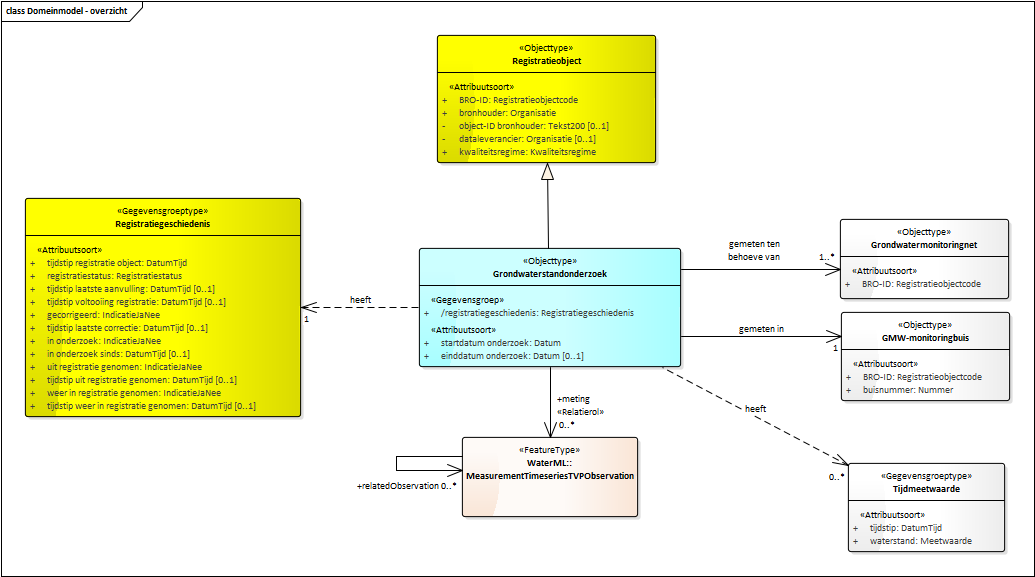 class Domeinmodel - overzicht
«Objecttype»
Registratieobject
«Attribuutsoort»
+ BRO-ID: Registratieobjectcode
+ bronhouder: Organisatie
- object-ID bronhouder: Tekst200 [0..1]
- dataleverancier: Organisatie [0..1]
+ kwaliteitsregime: Kwaliteitsregime
«Gegevensgroeptype»
Registratiegeschiedenis
«Attribuutsoort»
+ tijdstip registratie object: DatumTijd
+ registratiestatus: Registratiestatus
+ tijdstip laatste aanvulling: DatumTijd [0..1]
+ tijdstip voltooiing registratie: DatumTijd [0..1]
+ gecorrigeerd: IndicatieJaNee
+ tijdstip laatste correctie: DatumTijd [0..1]
+ in onderzoek: IndicatieJaNee
+ in onderzoek sinds: DatumTijd [0..1]
+ uit registratie genomen: IndicatieJaNee
+ tijdstip uit registratie genomen: DatumTijd [0..1]
+ weer in registratie genomen: IndicatieJaNee
+ tijdstip weer in registratie genomen: DatumTijd [0..1]
heeft
1
«Objecttype»
Grondwaterstandonderzoek
«Gegevensgroep»
+ /registratiegeschiedenis: Registratiegeschiedenis
«Attribuutsoort»
+ startdatum onderzoek: Datum
+ einddatum onderzoek: Datum [0..1]
gemeten ten
behoeve van
1..*
«Objecttype»
Grondwatermonitoringnet
«Attribuutsoort»
+ BRO-ID: Registratieobjectcode
gemeten in
1
«Objecttype»
GMW-monitoringbuis
«Attribuutsoort»
+ BRO-ID: Registratieobjectcode
+ buisnummer: Nummer
+meting
«Relatierol»
0..*
«FeatureType»
WaterML::
MeasurementTimeseriesTVPObservation
+relatedObservation 0..*
heeft
0..*
«Gegevensgroeptype»
Tijdmeetwaarde
«Attribuutsoort»
+ tijdstip: DatumTijd
+ waterstand: Meetwaarde